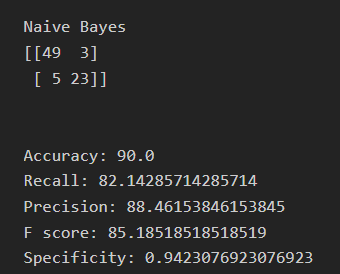 Naive Bayes
[[49  3]
 [ 5 23]]
Accuracy: 90.0
Recall: 82.14285714285714
Precision: 88.46153846153845
F score: 85.18518518518519
Specificity: 0.9423076923076923